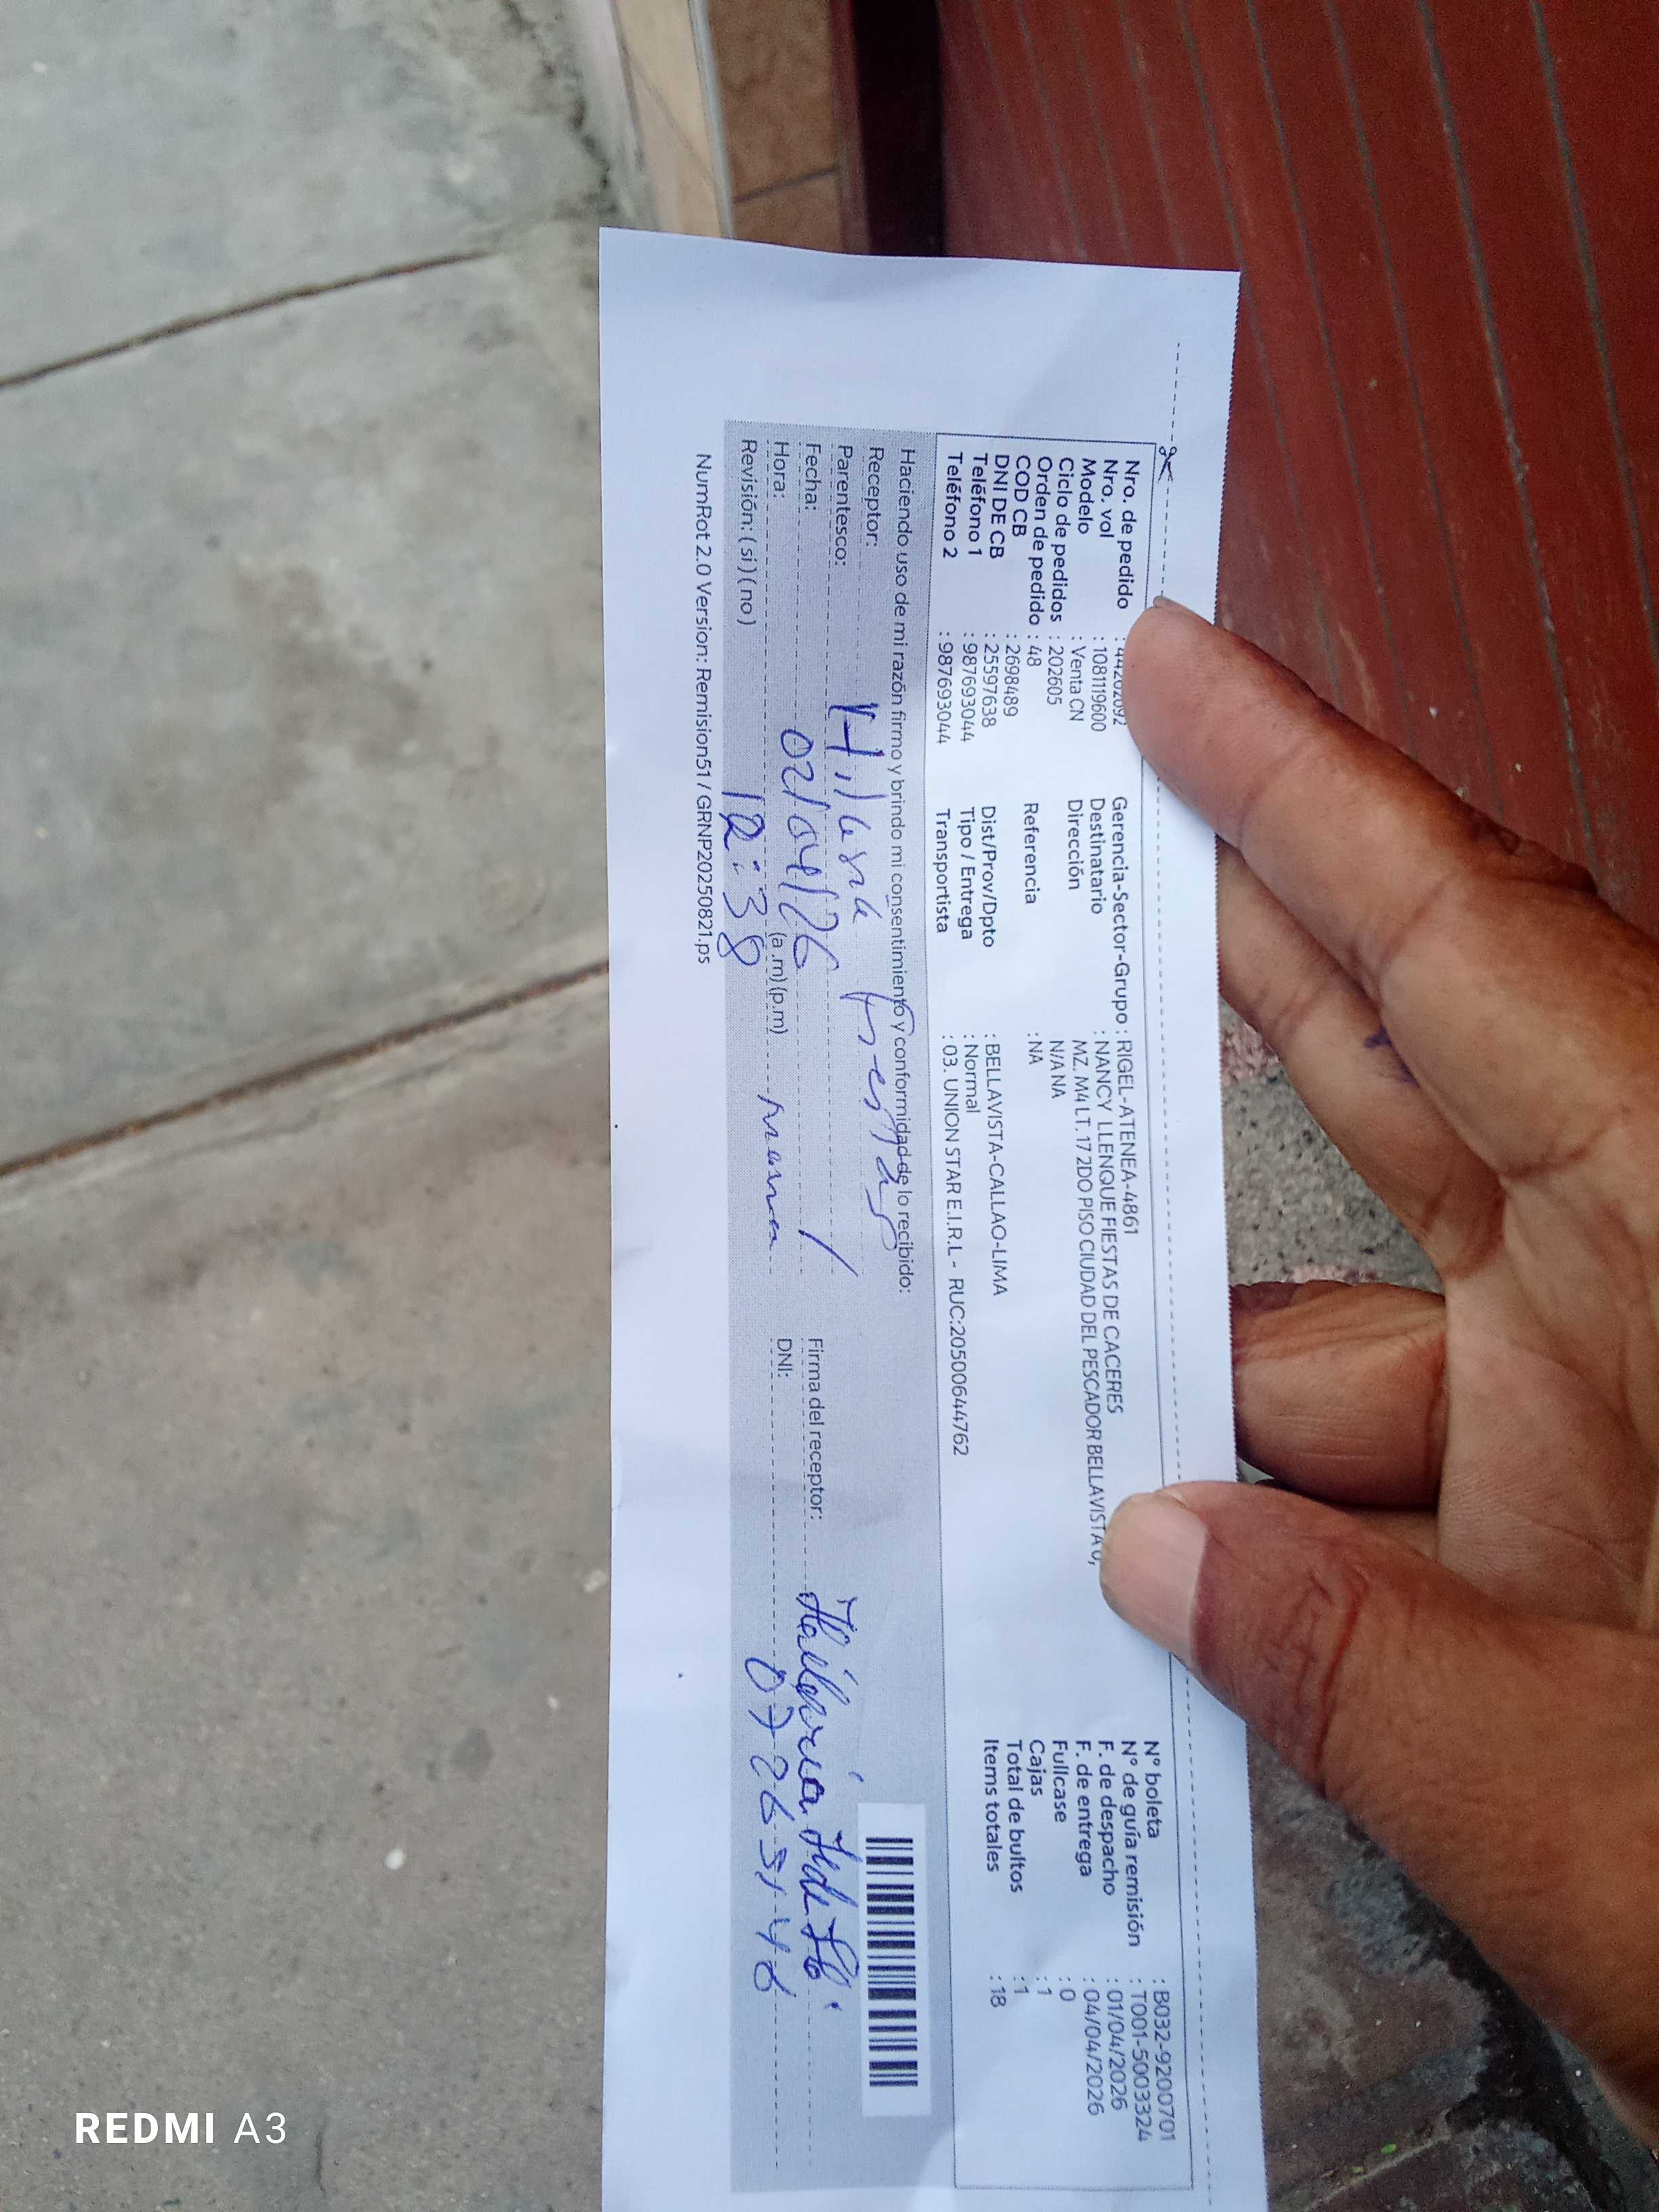 Nro. de pedido : 44202092
Nro. vol : 1081119600
Modelo : Venta CN
Ciclo de pedidos : 202605
Orden de pedido : 48
COD CB : 2698489
DNI DE CB : 25597638
Teléfono 1 : 987693044
Teléfono 2 : 987693044
Gerencia-Sector-Grupo : RIGEL-ATENEA-4861
Destinatario : NANCY LLENQUE FIESTAS DE CACERES
Dirección : MZ. M4 LT. 17 2DO PISO CIUDAD DEL PESCADOR BELLAVISTA 0,
N/A NA
Referencia : NA
Dist/Prov/Dpto : BELLAVISTA-CALLAO-LIMA
Tipo / Entrega : Normal
Transportista : 03. UNION STAR E.I.R.L - RUC:20500644762
N° boleta : B032-9200701
N° de guía remisión : T001-5003324
F. de despacho : 01/04/2026
F. de entrega : 04/04/2026
Fullcase : 0
Cajas : 1
Total de bultos : 1
Items totales : 18
Haciendo uso de mi razón firmo y brindo mi consentimiento y conformidad de lo recibido:
Receptor:
Parentesco:
Fecha: 02/04/26
Hora: 12:38 (a.m) (p.m)
Revisión: (si) (no)
Firma del receptor:
DNI:
NumRot 2.0 Version: Remision51 / GRNP20250821.ps
REDMI A3